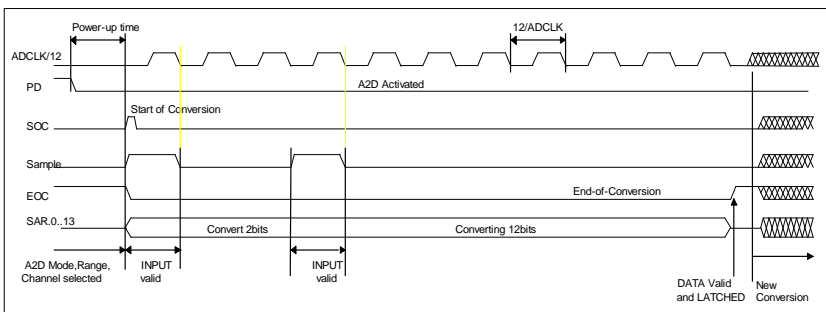 Power-up time
12/ADCLK
ADCLK/12
PD
A2D Activated
Start of Conversion
SOC
Sample
End-of-Conversion
EOC
SAR.0..13
Convert 2bits
Converting 12bits
A2D Mode,Range,
Channel selected
INPUT
valid
INPUT
valid
DATA Valid
and LATCHED
New
Conversion